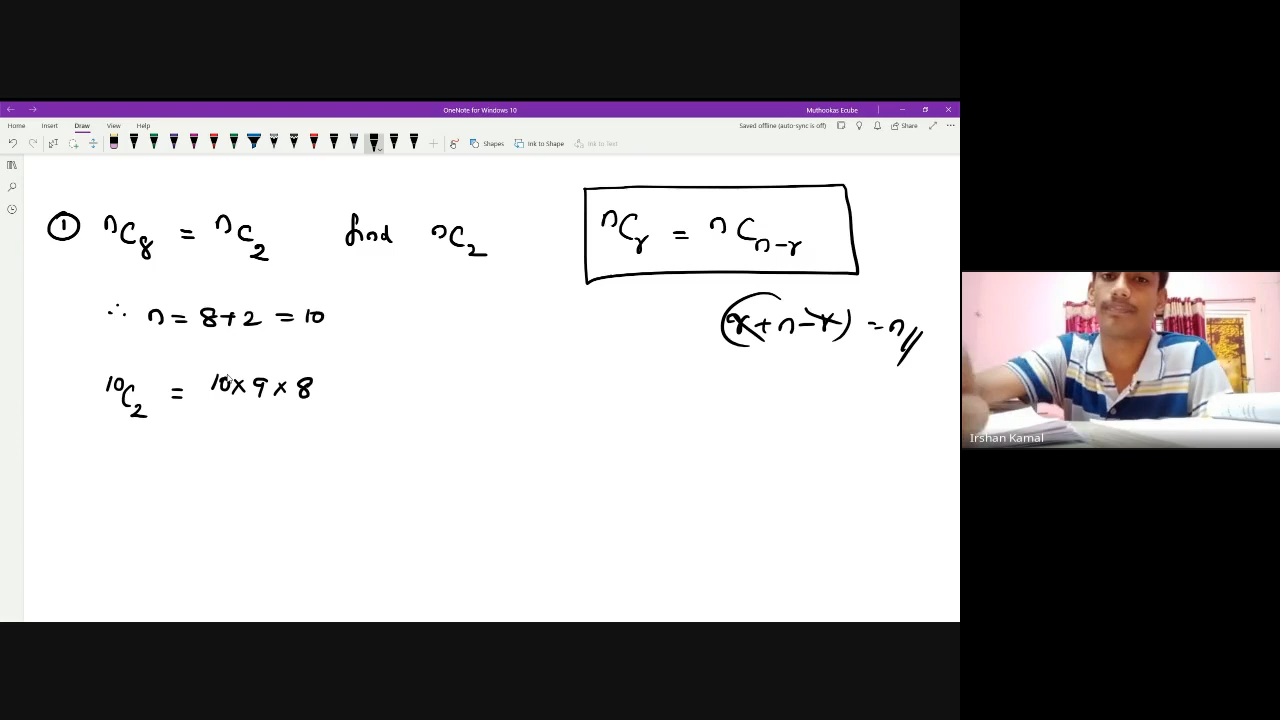 OneNote for Windows 10
Muthookas Ecube
Home Insert Draw View Help
Saved offline (auto-sync is off)
Share
Shapes
Ink to Shape
Ink to Text
① ⁿC₈ = ⁿC₂ find ⁿC₂
ⁿCᵣ = ⁿCₙ₋ᵣ
∴ n = 8+2 = 10
(r+n-r) = n//
¹⁰C₂ = 10×9×8
Irshan Kamal